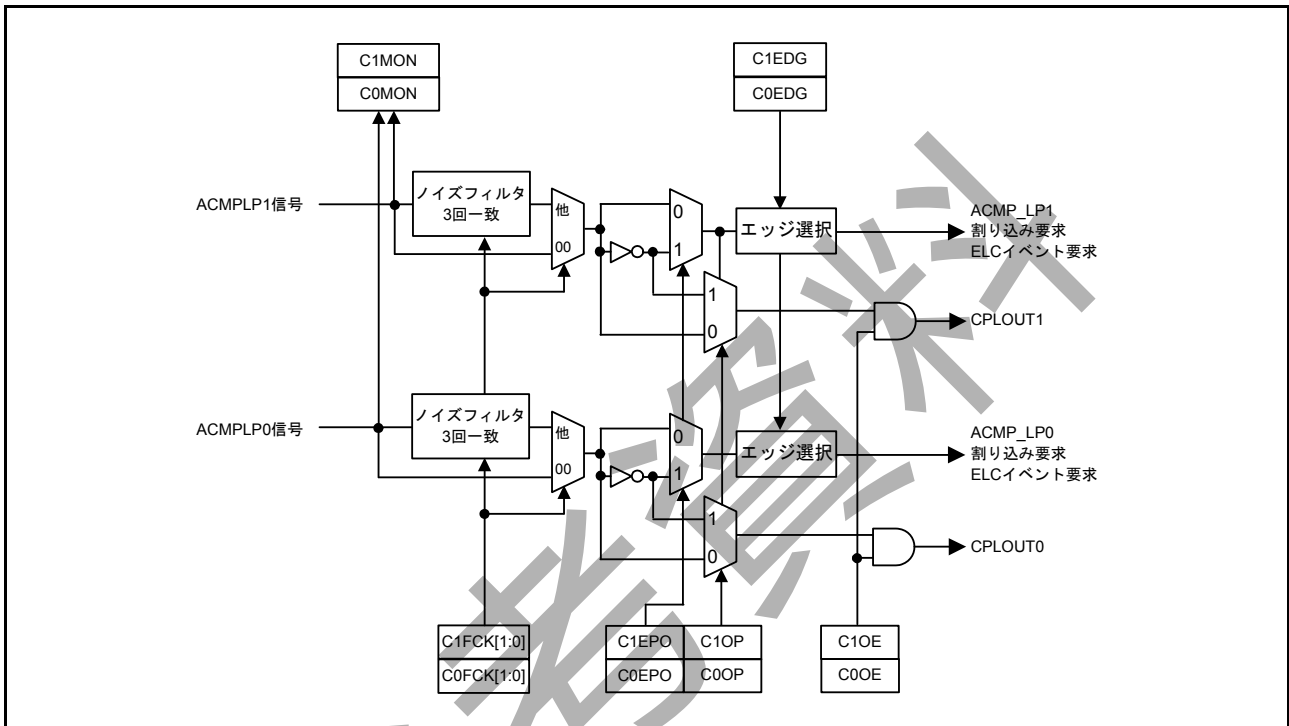 C1MON
C0MON
C1EDG
C0EDG
ACMPLP1信号
ノイズフィルタ
3回一致
他
00
0
1
エッジ選択
ACMP_LP1
割り込み要求
ELCイベント要求
1
0
CPLOUT1
ACMPLP0信号
ノイズフィルタ
3回一致
他
00
0
1
エッジ選択
ACMP_LP0
割り込み要求
ELCイベント要求
1
0
CPLOUT0
C1FCK[1:0]
C0FCK[1:0]
C1EPO
C0EPO
C1OP
C0OP
C1OE
C0OE
考資料